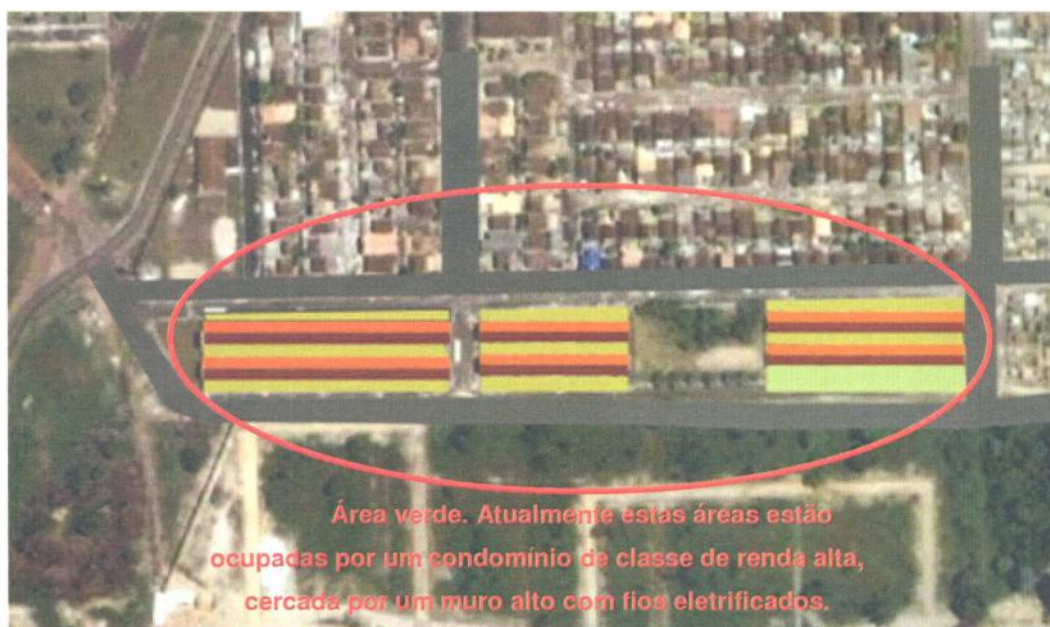 Área verde. Atualmente estas áreas estão
ocupadas por um condomínio de classe de renda alta,
cercada por um muro alto com fios eletrificados.